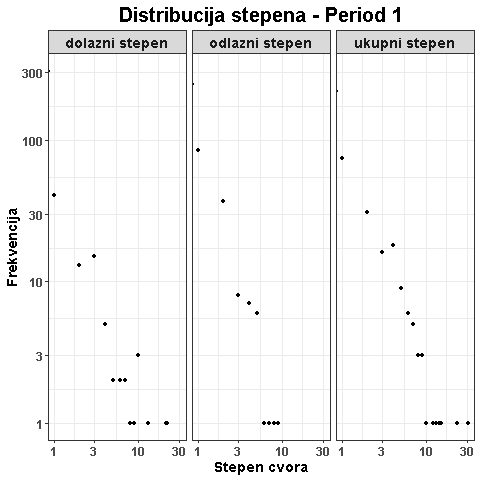 Distribucija stepena - Period 1
dolazni stepen
odlazni stepen
ukupni stepen
Frekvencija
300
100
30
10
3
1
1 3 10 30
1 3 10 30
1 3 10 30
Stepen cvora